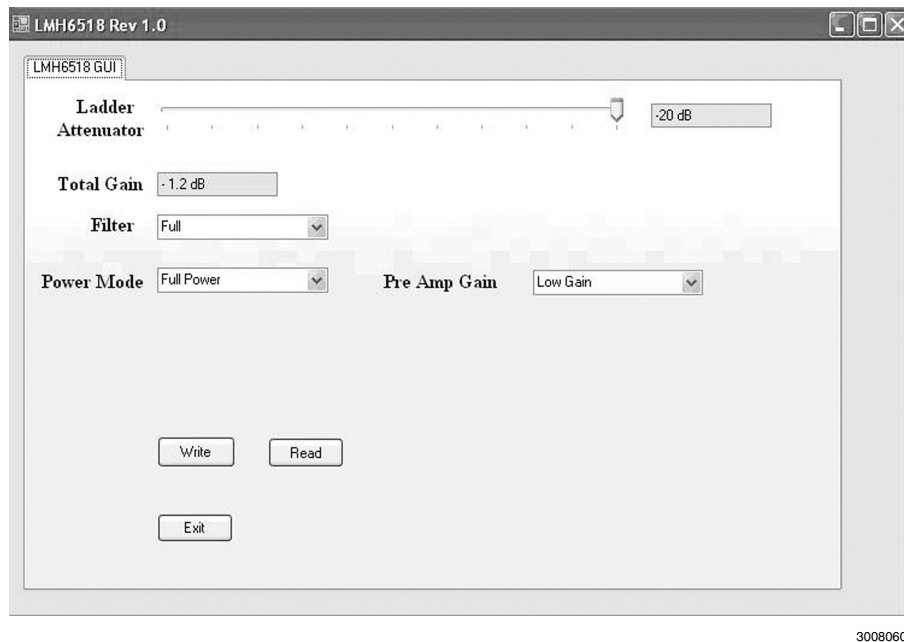 LMH6518 Rev 1.0
LMH6518 GUI
Ladder
Attenuator
-20 dB
Total Gain - 1.2 dB
Filter Full
Power Mode Full Power Pre Amp Gain Low Gain
Write Read
Exit
3008060